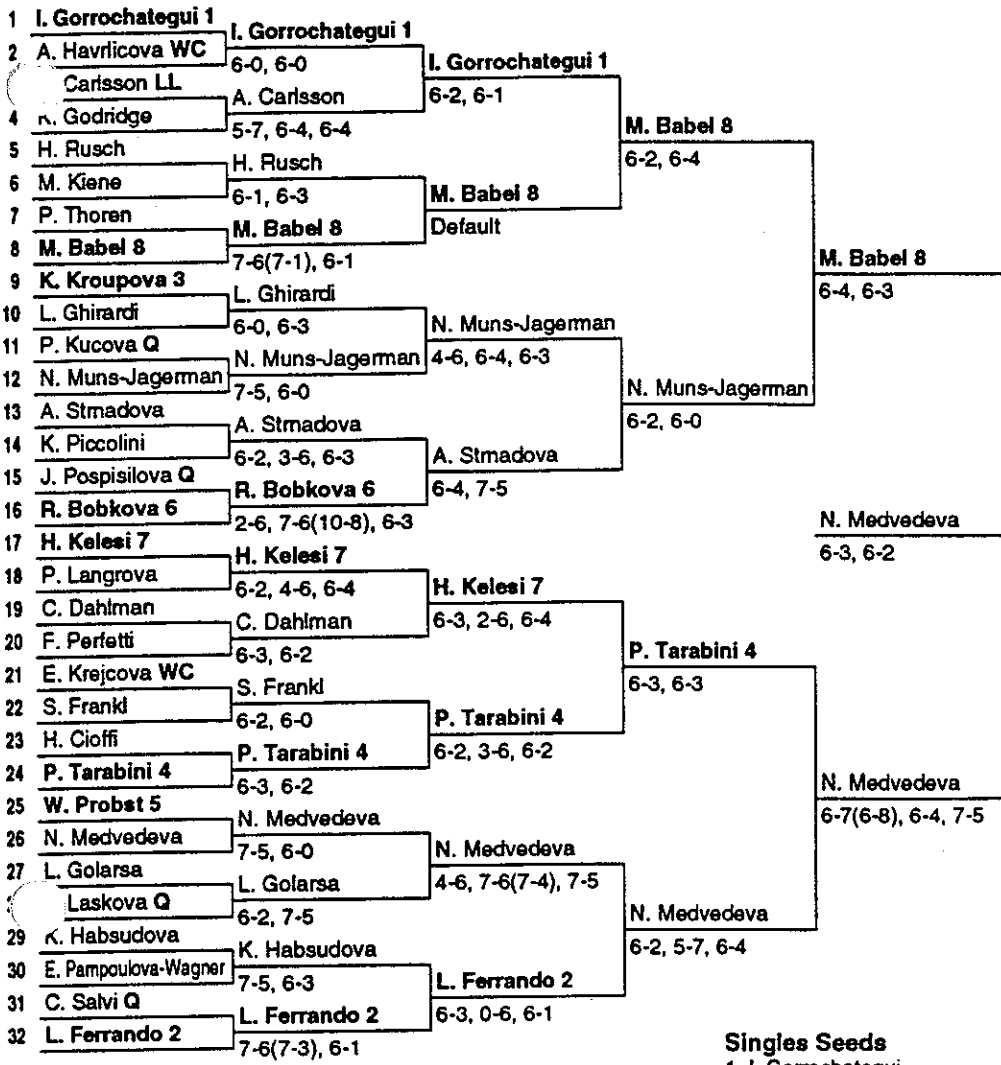 1 I. Gorrochategui 1
2 A. Havrlicova WC
Carlsson LL
4 K. Godridge
5 H. Rusch
6 M. Kiene
7 P. Thoren
8 M. Babel 8
9 K. Kroupova 3
10 L. Ghirardi
11 P. Kucova Q
12 N. Muns-Jagerman
13 A. Strnadova
14 K. Piccolini
15 J. Pospisilova Q
16 R. Bobkova 6
17 H. Kelesi 7
18 P. Langrova
19 C. Dahlman
20 F. Perfetti
21 E. Krejcova WC
22 S. Frankl
23 H. Cioffi
24 P. Tarabini 4
25 W. Probst 5
26 N. Medvedeva
27 L. Golarsa
Laskova Q
29 K. Habsudova
30 E. Pampoulova-Wagner
31 C. Salvi Q
32 L. Ferrando 2
I. Gorrochategui 1
6-0, 6-0
A. Carlsson
5-7, 6-4, 6-4
H. Rusch
6-1, 6-3
M. Babel 8
7-6(7-1), 6-1
L. Ghirardi
6-0, 6-3
N. Muns-Jagerman
7-5, 6-0
A. Strnadova
6-2, 3-6, 6-3
R. Bobkova 6
2-6, 7-6(10-8), 6-3
H. Kelesi 7
6-2, 4-6, 6-4
C. Dahlman
6-3, 6-2
S. Frankl
6-2, 6-0
P. Tarabini 4
6-3, 6-2
N. Medvedeva
7-5, 6-0
L. Golarsa
6-2, 7-5
K. Habsudova
7-5, 6-3
L. Ferrando 2
7-6(7-3), 6-1
I. Gorrochategui 1
6-2, 6-1
M. Babel 8
Default
N. Muns-Jagerman
4-6, 6-4, 6-3
A. Strnadova
6-4, 7-5
H. Kelesi 7
6-3, 2-6, 6-4
P. Tarabini 4
6-2, 3-6, 6-2
N. Medvedeva
4-6, 7-6(7-4), 7-5
L. Ferrando 2
6-3, 0-6, 6-1
M. Babel 8
6-2, 6-4
N. Muns-Jagerman
6-2, 6-0
P. Tarabini 4
6-3, 6-3
N. Medvedeva
6-2, 5-7, 6-4
M. Babel 8
6-4, 6-3
N. Medvedeva
6-7(6-8), 6-4, 7-5
N. Medvedeva
6-3, 6-2
Singles Seeds
1 I. Gorrochategui